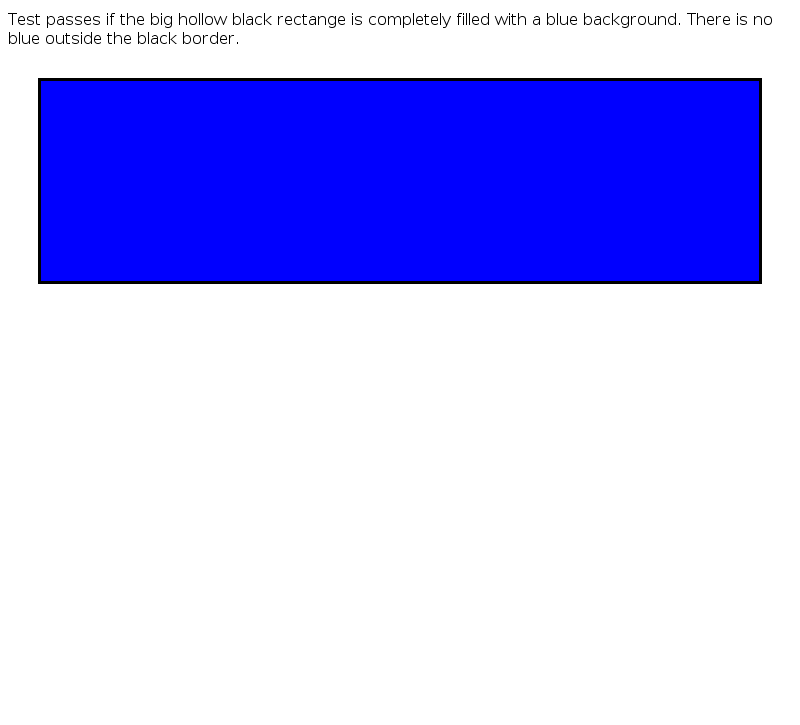 Test passes if the big hollow black rectange is completely filled with a blue background. There is no
blue outside the black border.